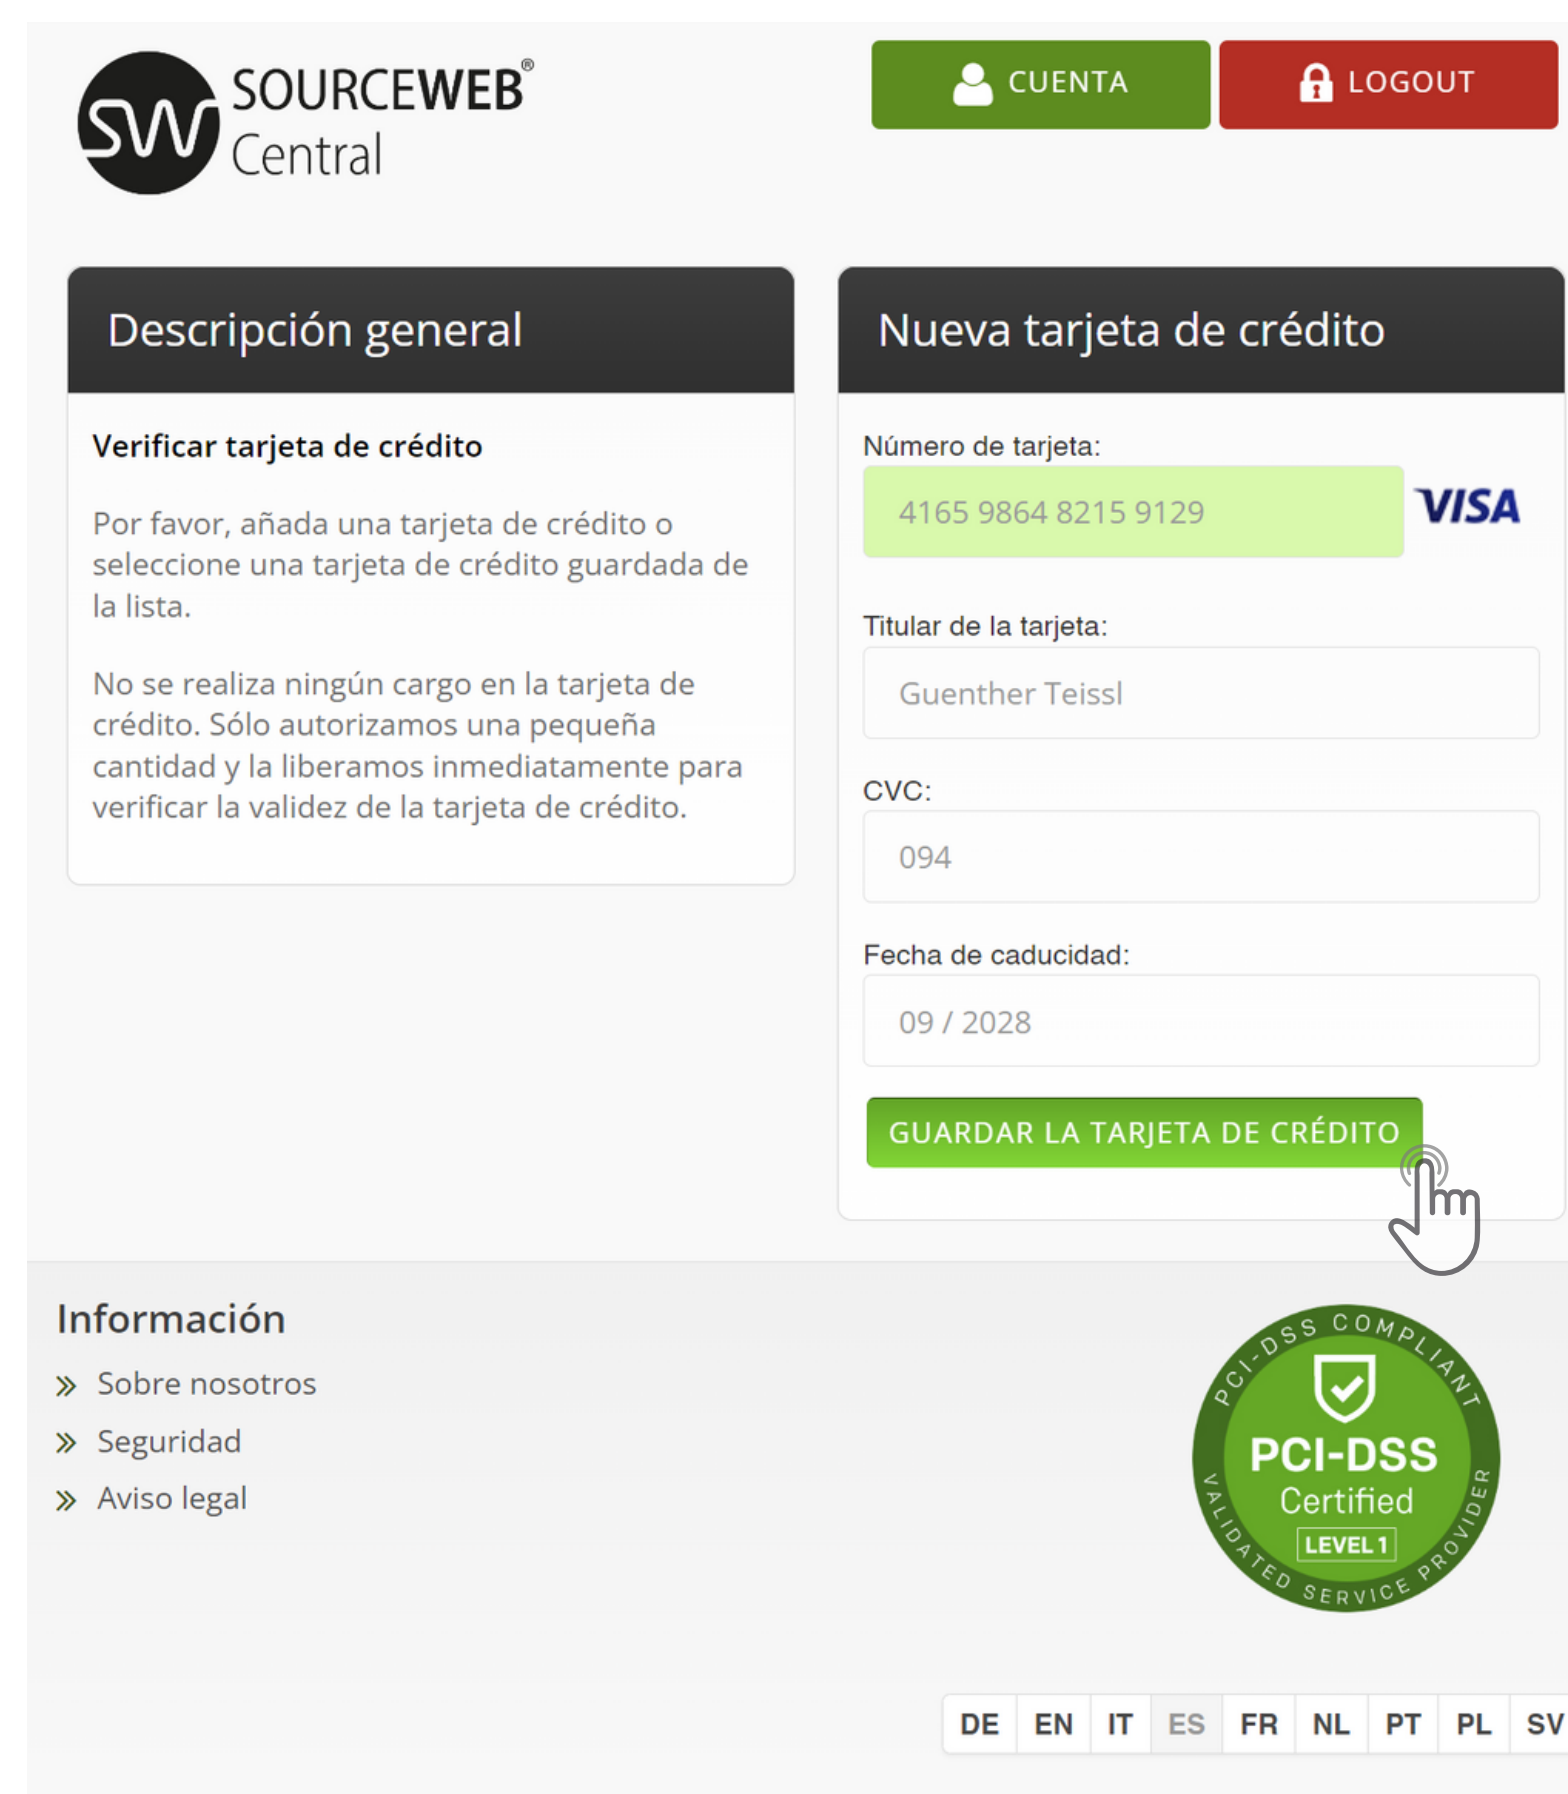 SW SOURCEWEB®
Central
CUENTA
LOGOUT
Descripción general
Verificar tarjeta de crédito
Por favor, añada una tarjeta de crédito o
seleccione una tarjeta de crédito guardada de
la lista.
No se realiza ningún cargo en la tarjeta de
crédito. Sólo autorizamos una pequeña
cantidad y la liberamos inmediatamente para
verificar la validez de la tarjeta de crédito.
Nueva tarjeta de crédito
Número de tarjeta:
4165 9864 8215 9129
VISA
Titular de la tarjeta:
Guenther Teissl
CVC:
094
Fecha de caducidad:
09 / 2028
GUARDAR LA TARJETA DE CRÉDITO
Información
» Sobre nosotros
» Seguridad
» Aviso legal
PCI-DSS COMPLIANT
PCI-DSS
Certified
LEVEL 1
VALIDATED SERVICE PROVIDER
DE EN IT ES FR NL PT PL SV